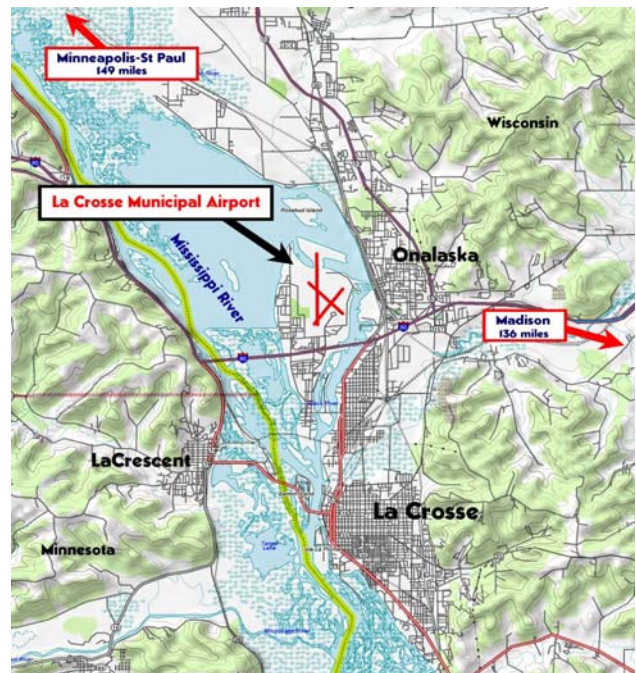 Minneapolis-St Paul
149 miles
Wisconsin
La Crosse Municipal Airport
Mississippi River
Onalaska
Madison
136 miles
LaCrescent
La Crosse
Minnesota